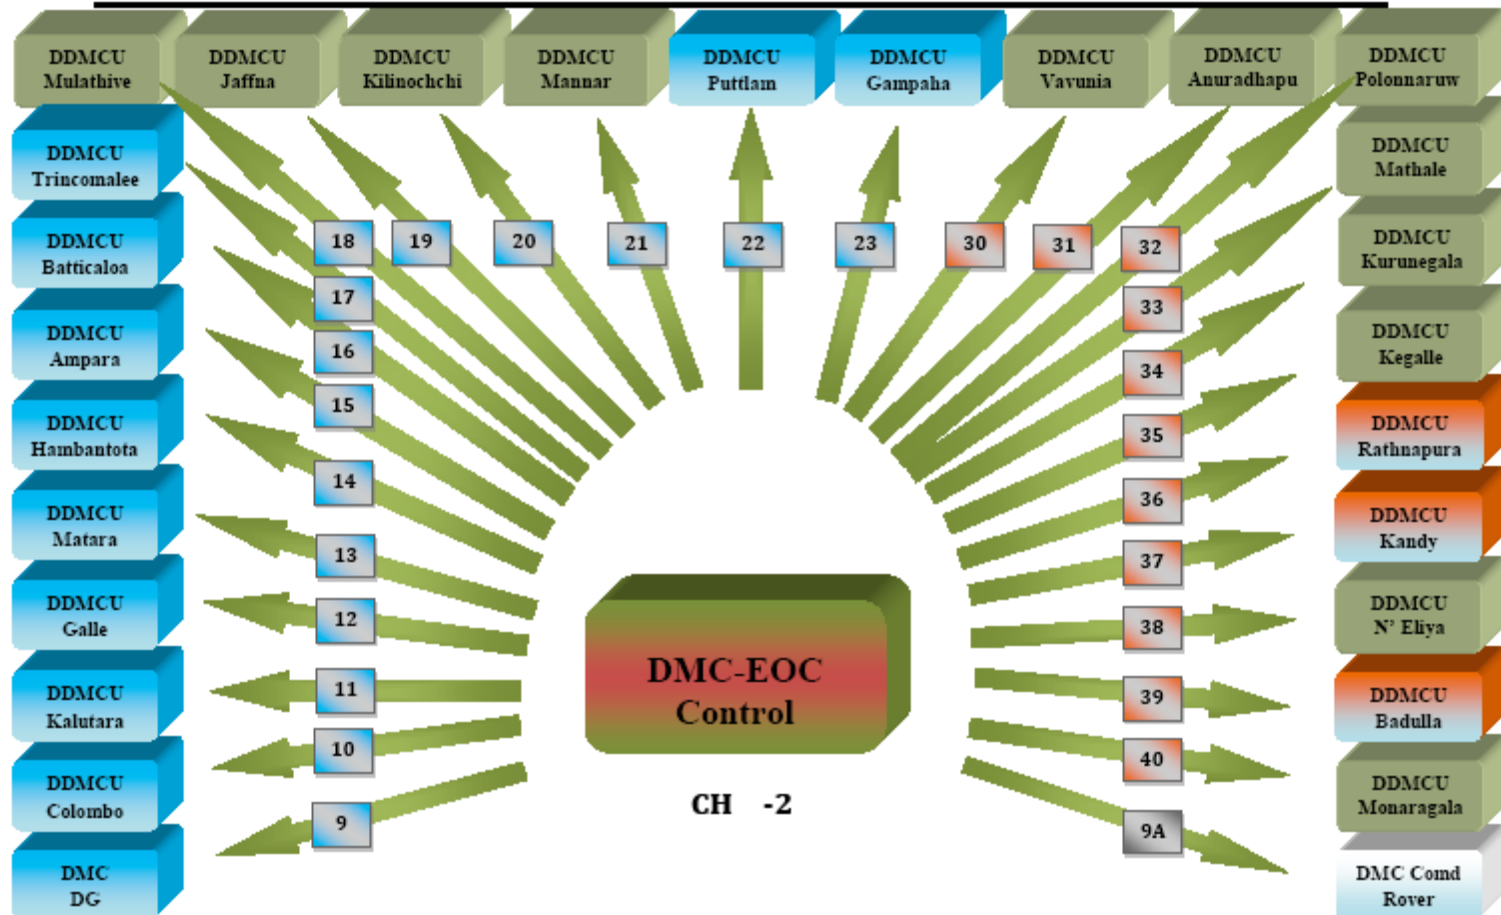 DDMCU
Mulathive
DDMCU
Jaffna
DDMCU
Kilinochchi
DDMCU
Mannar
DDMCU
Puttlam
DDMCU
Gampaha
DDMCU
Vavunia
DDMCU
Anuradhapu
DDMCU
Polonnaruw
DDMCU
Trincomalee
DDMCU
Batticaloa
DDMCU
Ampara
DDMCU
Hambantota
DDMCU
Matara
DDMCU
Galle
DDMCU
Kalutara
DDMCU
Colombo
DMC
DG
18
19
20
21
22
23
30
31
32
17
16
15
14
13
12
11
10
9
33
34
35
36
37
38
39
40
9A
DMC-EOC
Control
CH -2
DDMCU
Mathale
DDMCU
Kurunegala
DDMCU
Kegalle
DDMCU
Rathnapura
DDMCU
Kandy
DDMCU
N’ Eliya
DDMCU
Badulla
DDMCU
Monaragala
DMC Comd
Rover